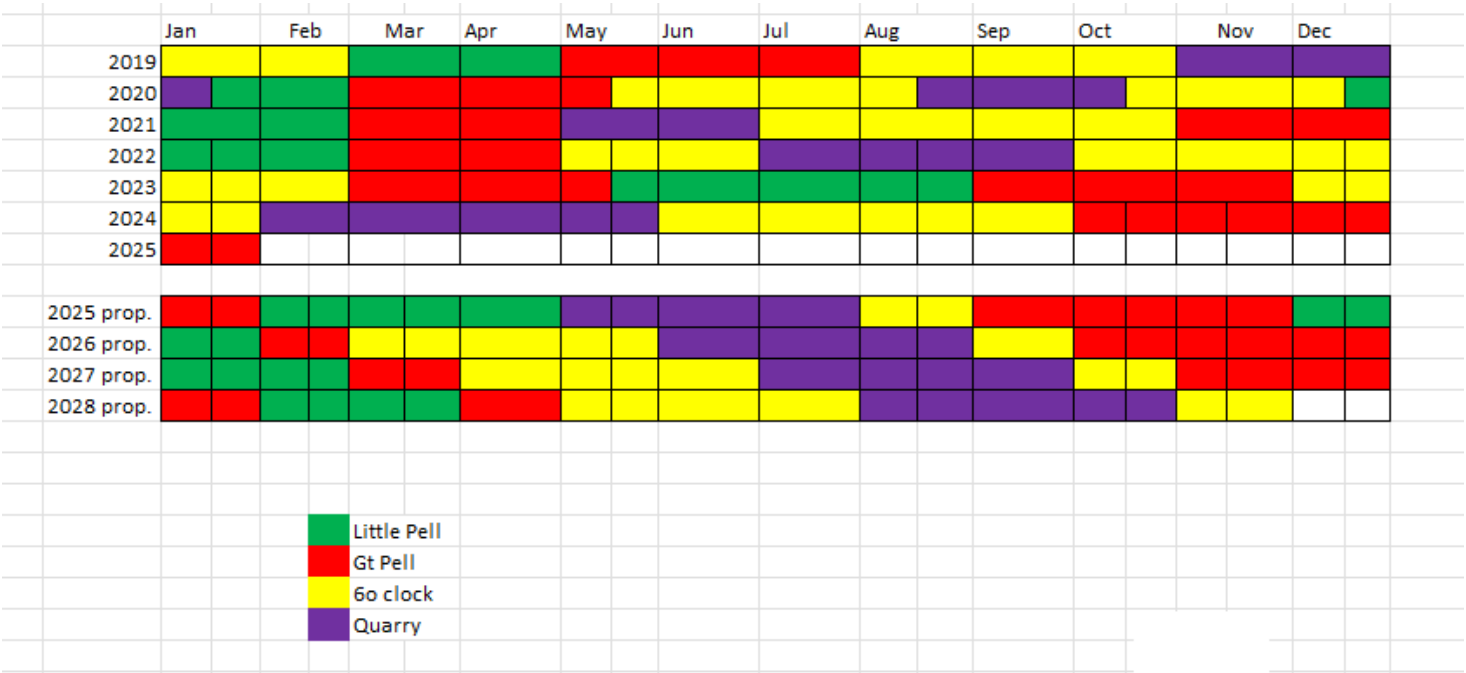 Jan Feb Mar Apr May Jun Jul Aug Sep Oct Nov Dec
2019
2020
2021
2022
2023
2024
2025
2025 prop.
2026 prop.
2027 prop.
2028 prop.
Little Pell
Gt Pell
6o clock
Quarry